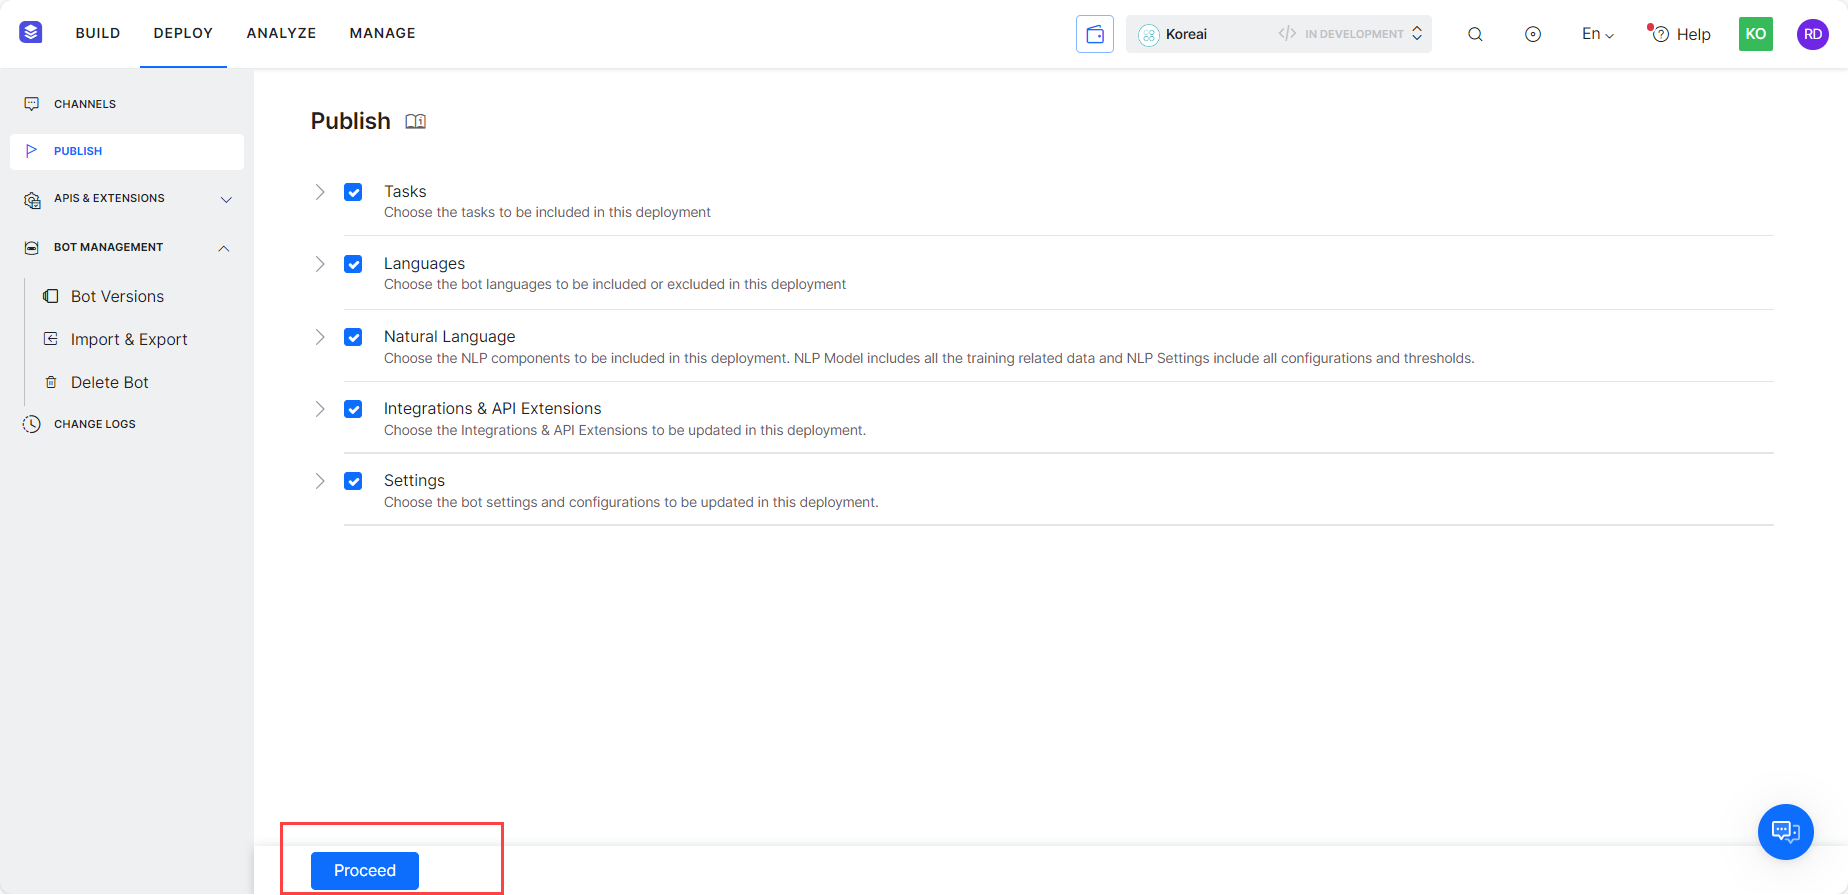 BUILD
DEPLOY
ANALYZE
MANAGE
Koreai
</> IN DEVELOPMENT
En
Help
KO
RD
CHANNELS
PUBLISH
APIS & EXTENSIONS
BOT MANAGEMENT
Bot Versions
Import & Export
Delete Bot
CHANGE LOGS
Publish
Tasks
Choose the tasks to be included in this deployment
Languages
Choose the bot languages to be included or excluded in this deployment
Natural Language
Choose the NLP components to be included in this deployment. NLP Model includes all the training related data and NLP Settings include all configurations and thresholds.
Integrations & API Extensions
Choose the Integrations & API Extensions to be updated in this deployment.
Settings
Choose the bot settings and configurations to be updated in this deployment.
Proceed